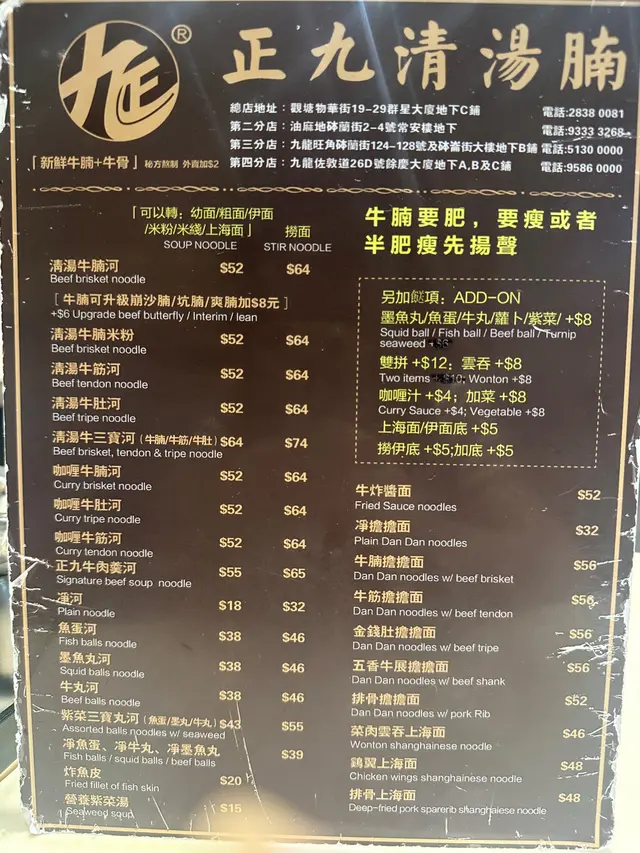 九正®
正九清湯腩
「新鮮牛腩+牛骨」 秘方熬制 外賣加$2
總店地址：觀塘物華街19-29群星大廈地下C鋪 電話:2838 0081
第二分店：油麻地砵蘭街2-4號常安樓地下 電話:9333 3268
第三分店：九龍旺角砵蘭街124-128號及砵崙街大樓地下B鋪 電話:5130 0000
第四分店：九龍佐敦道26D號餘慶大廈地下A,B及C鋪 電話:9586 0000
「可以轉：幼面/粗面/伊面
/米粉/米綫/上海面」 撈面
SOUP NOODLE STIR NOODLE
清湯牛腩河 $52 $64
Beef brisket noodle
［牛腩可升級崩沙腩/坑腩/爽腩加$8元］
+$6 Upgrade beef butterfly / Interim / lean
清湯牛腩米粉 $52 $64
Beef brisket noodle
清湯牛筋河 $52 $64
Beef tendon noodle
清湯牛肚河 $52 $64
Beef tripe noodle
清湯牛三寶河（牛腩/牛筋/牛肚） $64 $74
Beef brisket, tendon & tripe noodle
咖喱牛腩河 $52 $64
Curry brisket noodle
咖喱牛肚河 $52 $64
Curry tripe noodle
咖喱牛筋河 $52 $64
Curry tendon noodle
正九牛肉羹河 $55 $65
Signature beef soup noodle
净河 $18 $32
Plain noodle
魚蛋河 $38 $46
Fish balls noodle
墨魚丸河 $38 $46
Squid balls noodle
牛丸河 $38 $46
Beef balls noodle
紫菜三寶丸河（魚蛋/墨丸/牛丸） $43 $55
Assorted balls noodles w/ seaweed
净魚蛋、净牛丸、净墨魚丸 $39
Fish balls / squid balls / beef balls
炸魚皮 $20
Fried fillet of fish skin
營養紫菜湯 $15
Seaweed soup
牛腩要肥，要瘦或者
半肥瘦先揚聲
另加餸項：ADD-ON
墨魚丸/魚蛋/牛丸/蘿卜/紫菜/ +$8
Squid ball / Fish ball / Beef ball / Turnip
seaweed
雙拼 +$12；雲吞 +$8
Two items Wonton +$8
咖喱汁 +$4；加菜 +$8
Curry Sauce +$4; Vegetable +$8
上海面/伊面底 +$5
撈伊底 +$5;加底 +$5
牛炸醬面 $52
Fried Sauce noodles
净擔擔面 $32
Plain Dan Dan noodles
牛腩擔擔面 $56
Dan Dan noodles w/ beef brisket
牛筋擔擔面 $56
Dan Dan noodles w/ beef tendon
金錢肚擔擔面 $56
Dan Dan noodles w/ beef tripe
五香牛展擔擔面 $56
Dan Dan noodles w/ beef shank
排骨擔擔面 $52
Dan Dan noodles w/ pork Rib
菜肉雲吞上海面 $46
Wonton shanghainese noodle
鷄翼上海面 $48
Chicken wings shanghainese noodle
排骨上海面 $48
Deep-fried pork sparerib shanghaiese noodle